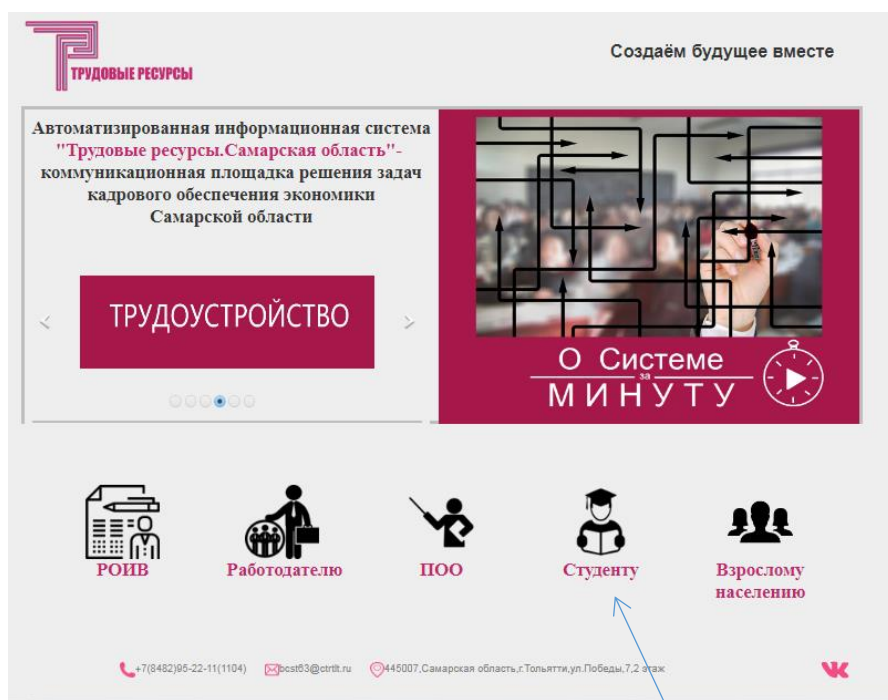 ТРУДОВЫЕ РЕСУРСЫ
Создаём будущее вместе
Автоматизированная информационная система
"Трудовые ресурсы.Самарская область"-
коммуникационная площадка решения задач
кадрового обеспечения экономики
Самарской области
ТРУДОУСТРОЙСТВО
О Системе
за
МИНУТУ
РОИВ
Работодателю
ПОО
Студенту
Взрослому
населению
+7(8482)95-22-11(1104)
bcst63@ctrtlt.ru
445007,Самарская область,г.Тольятти,ул.Победы,7,2 этаж